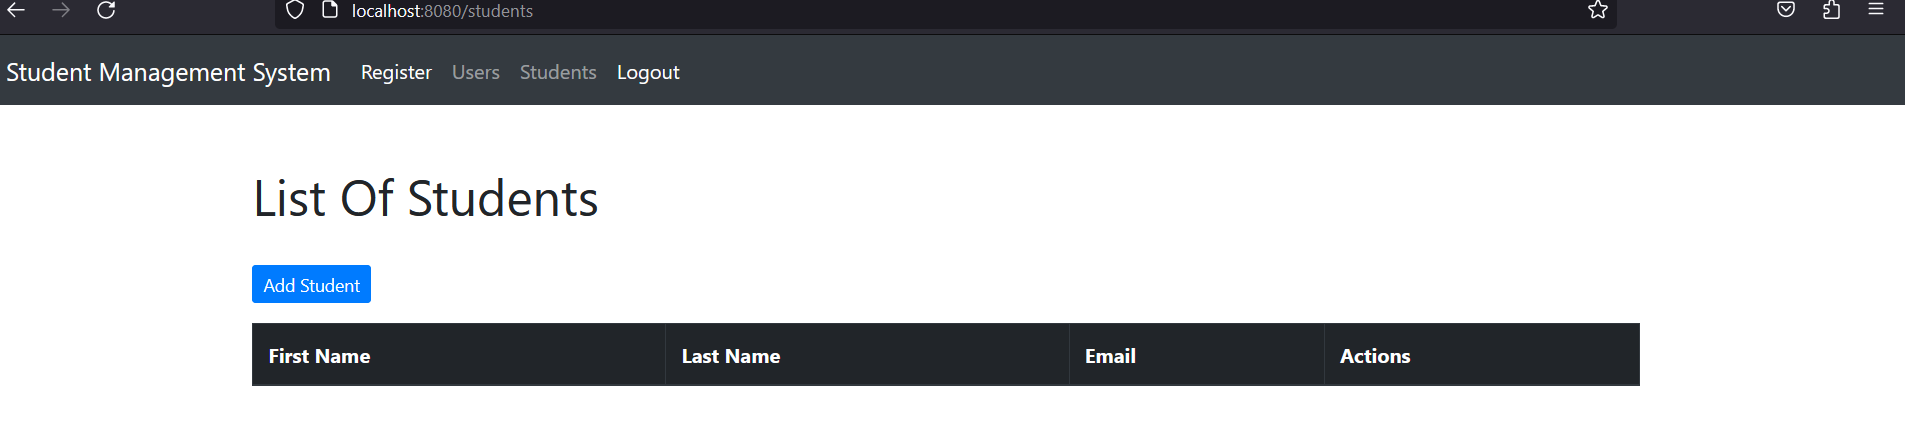 localhost:8080/students
Student Management System Register Users Students Logout
List Of Students
Add Student
First Name Last Name Email Actions